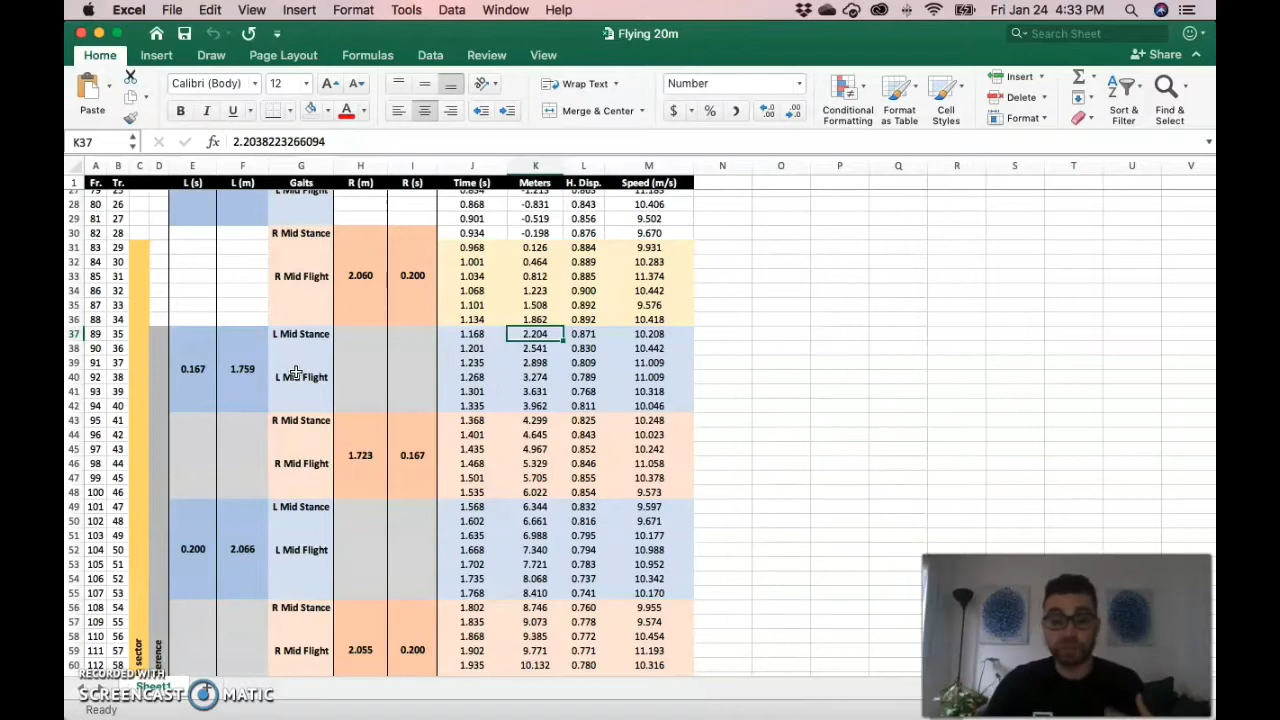 Excel File Edit View Insert Format Tools Data Window Help Fri Jan 24 4:33 PM
Flying 20m
Search Sheet
Home Insert Draw Page Layout Formulas Data Review View Share
Paste Calibri (Body) 12 A A Wrap Text Number Conditional Formatting Format as Table Cell Styles Insert Delete Format Sort & Filter Find & Select
B I U A Merge & Center $ %
K37 fx 2.2038223266094
A B C D E F G H I J K L M N O P Q R S T U V
1 Fr. Tr. L (s) L (m) Gaits R (m) R (s) Time (s) Meters H. Disp. Speed (m/s)
27 79 25 L Mid Flight 0.834 -1.213 0.863 11.183
28 80 26 0.868 -0.831 0.843 10.406
29 81 27 0.901 -0.519 0.856 9.502
30 82 28 R Mid Stance 0.934 -0.198 0.876 9.670
31 83 29 0.968 0.126 0.884 9.931
32 84 30 1.001 0.464 0.889 10.283
33 85 31 R Mid Flight 2.060 0.200 1.034 0.812 0.885 11.374
34 86 32 1.068 1.223 0.900 10.442
35 87 33 1.101 1.508 0.892 9.576
36 88 34 1.134 1.862 0.892 10.418
37 89 35 L Mid Stance 1.168 2.204 0.871 10.208
38 90 36 1.201 2.541 0.830 10.442
39 91 37 0.167 1.759 1.235 2.898 0.809 11.009
40 92 38 L Mid Flight 1.268 3.274 0.789 11.009
41 93 39 1.301 3.631 0.768 10.318
42 94 40 1.335 3.962 0.811 10.046
43 95 41 R Mid Stance 1.368 4.299 0.825 10.248
44 96 42 1.401 4.645 0.843 10.023
45 97 43 1.723 0.167 1.435 4.967 0.852 10.242
46 98 44 R Mid Flight 1.468 5.329 0.846 11.058
47 99 45 1.501 5.705 0.855 10.378
48 100 46 1.535 6.022 0.854 9.573
49 101 47 L Mid Stance 1.568 6.344 0.832 9.597
50 102 48 1.602 6.661 0.816 9.671
51 103 49 1.635 6.988 0.795 10.177
52 104 50 0.200 2.066 L Mid Flight 1.668 7.340 0.794 10.988
53 105 51 1.702 7.721 0.783 10.952
54 106 52 1.735 8.068 0.737 10.342
55 107 53 1.768 8.410 0.741 10.170
56 108 54 R Mid Stance 1.802 8.746 0.760 9.955
57 109 55 1.835 9.073 0.778 9.574
58 110 56 1.868 9.385 0.772 10.454
59 111 57 R Mid Flight 2.055 0.200 1.902 9.771 0.771 11.193
60 112 58 1.935 10.132 0.780 10.316
sector
erence
Sheet1
RECORDED WITH
SCREENCAST MATIC
Ready